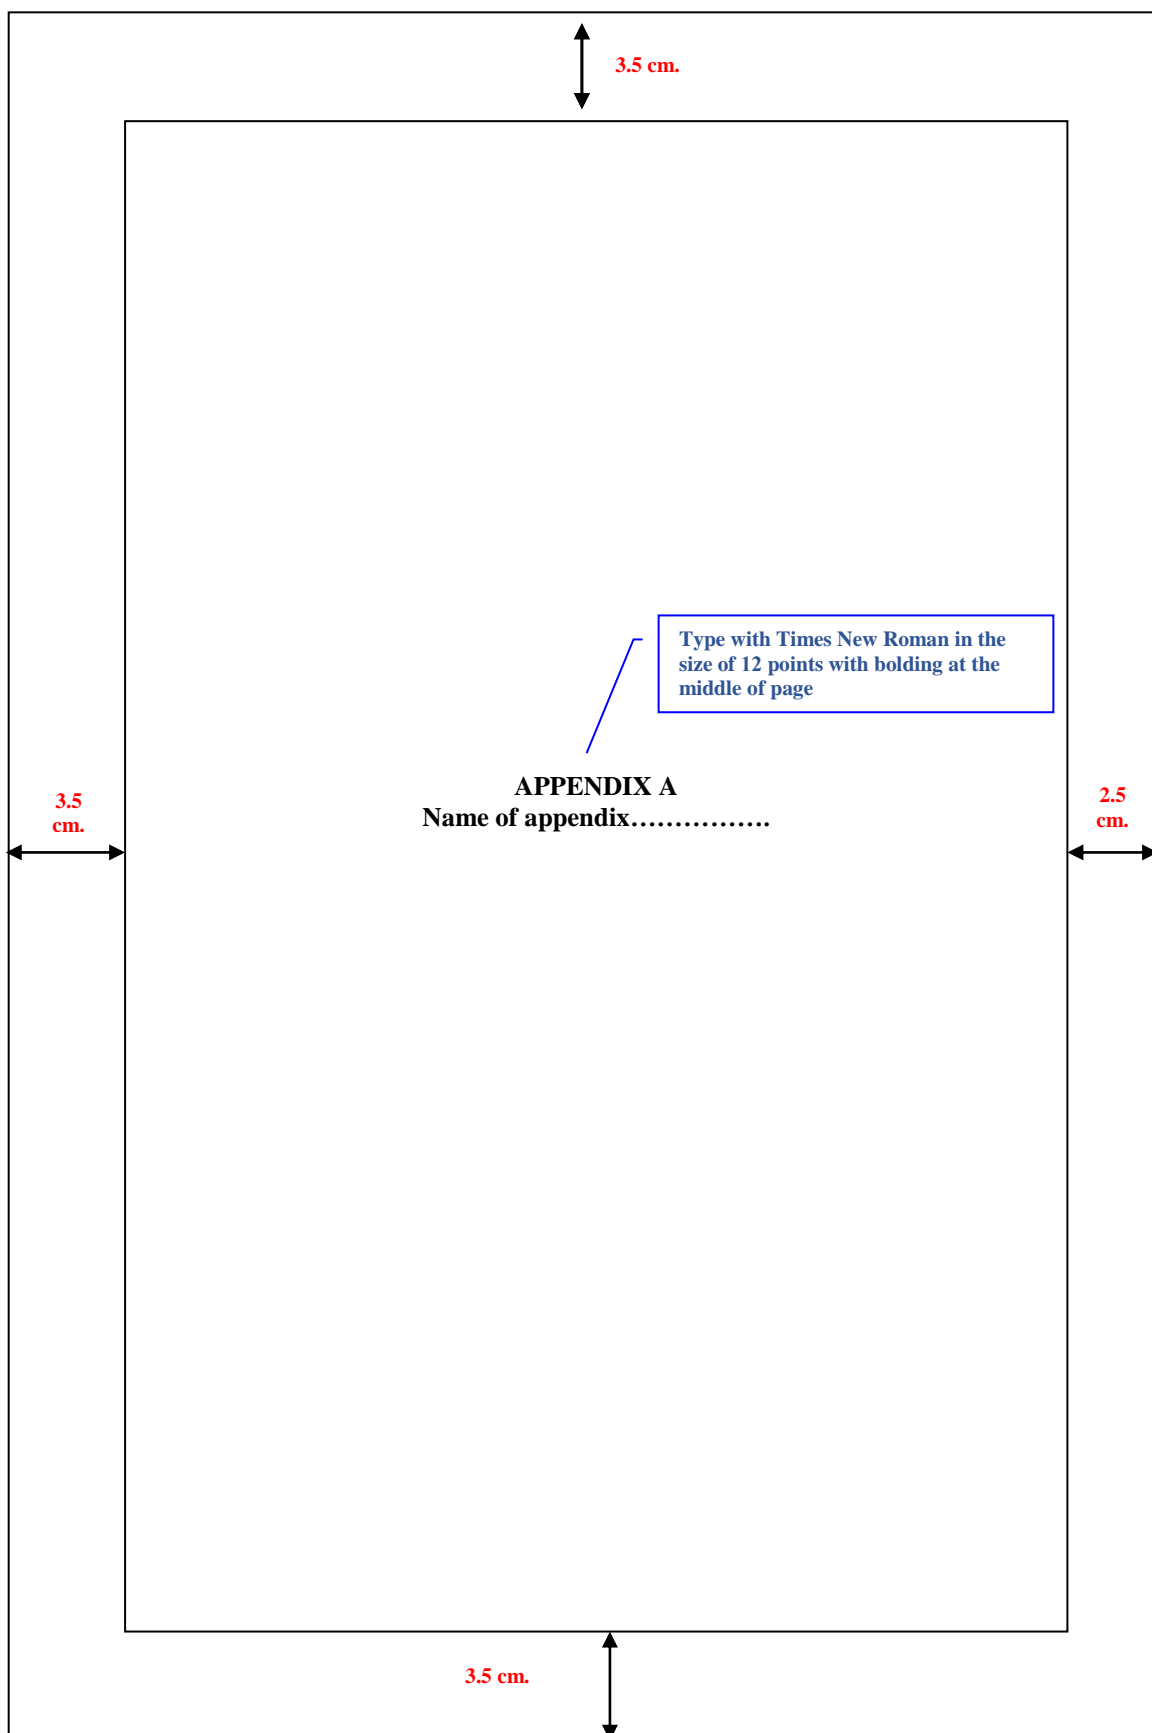 3.5 cm.
Type with Times New Roman in the
size of 12 points with bolding at the
middle of page
APPENDIX A
Name of appendix…………….
3.5
cm.
2.5
cm.
3.5 cm.